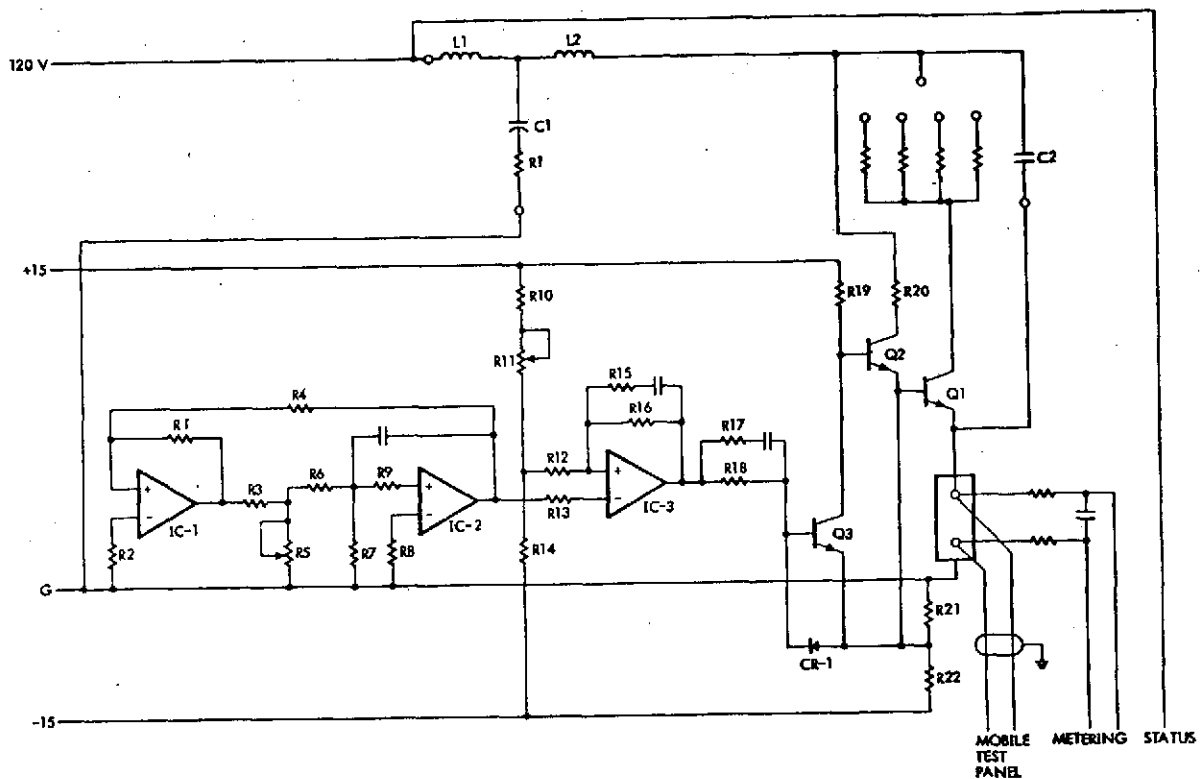 120 V
L1
L2
C1
R1
C2
+15
R10
R11
R19
R20
Q2
Q1
R4
R1
R15
R16
R17
R18
R12
R13
R14
R3
R6
R9
R2
R5
R7
R8
IC-1
IC-2
IC-3
Q3
G
R21
CR-1
R22
-15
MOBILE TEST PANEL
METERING
STATUS